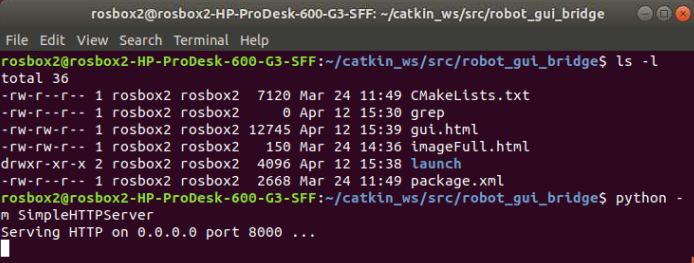 rosbox2@rosbox2-HP-ProDesk-600-G3-SFF: ~/catkin_ws/src/robot_gui_bridge
File Edit View Search Terminal Help
rosbox2@rosbox2-HP-ProDesk-600-G3-SFF:~/catkin_ws/src/robot_gui_bridge$ ls -l
total 36
-rw-r--r-- 1 rosbox2 rosbox2  7120 Mar 24 11:49 CMakeLists.txt
-rw-r--r-- 1 rosbox2 rosbox2     0 Apr 12 15:30 grep
-rw-rw-r-- 1 rosbox2 rosbox2 12745 Apr 12 15:39 gui.html
-rw-rw-r-- 1 rosbox2 rosbox2   150 Mar 24 14:36 imageFull.html
drwxr-xr-x 2 rosbox2 rosbox2  4096 Apr 12 15:38 launch
-rw-r--r-- 1 rosbox2 rosbox2  2668 Mar 24 11:49 package.xml
rosbox2@rosbox2-HP-ProDesk-600-G3-SFF:~/catkin_ws/src/robot_gui_bridge$ python -
m SimpleHTTPServer
Serving HTTP on 0.0.0.0 port 8000 ...